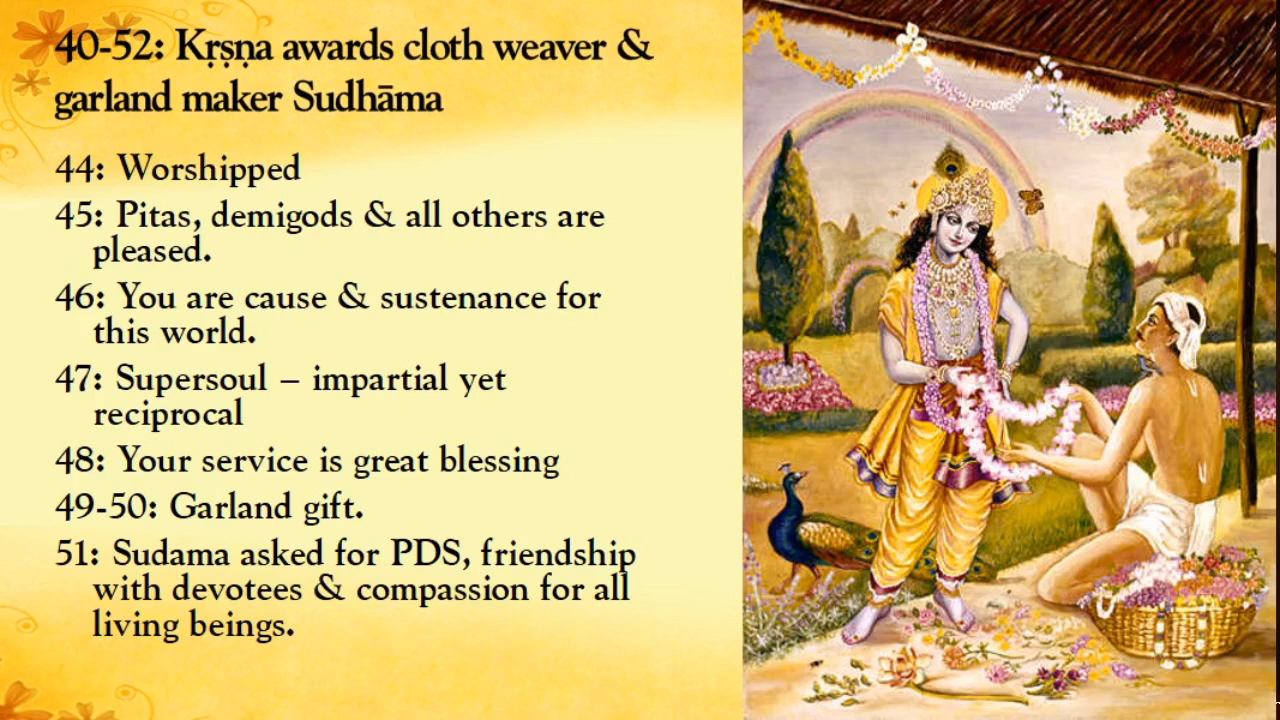 40-52: Kṛṣṇa awards cloth weaver &
garland maker Sudhāma
44: Worshipped
45: Pitas, demigods & all others are
pleased.
46: You are cause & sustenance for
this world.
47: Supersoul – impartial yet
reciprocal
48: Your service is great blessing
49-50: Garland gift.
51: Sudama asked for PDS, friendship
with devotees & compassion for all
living beings.